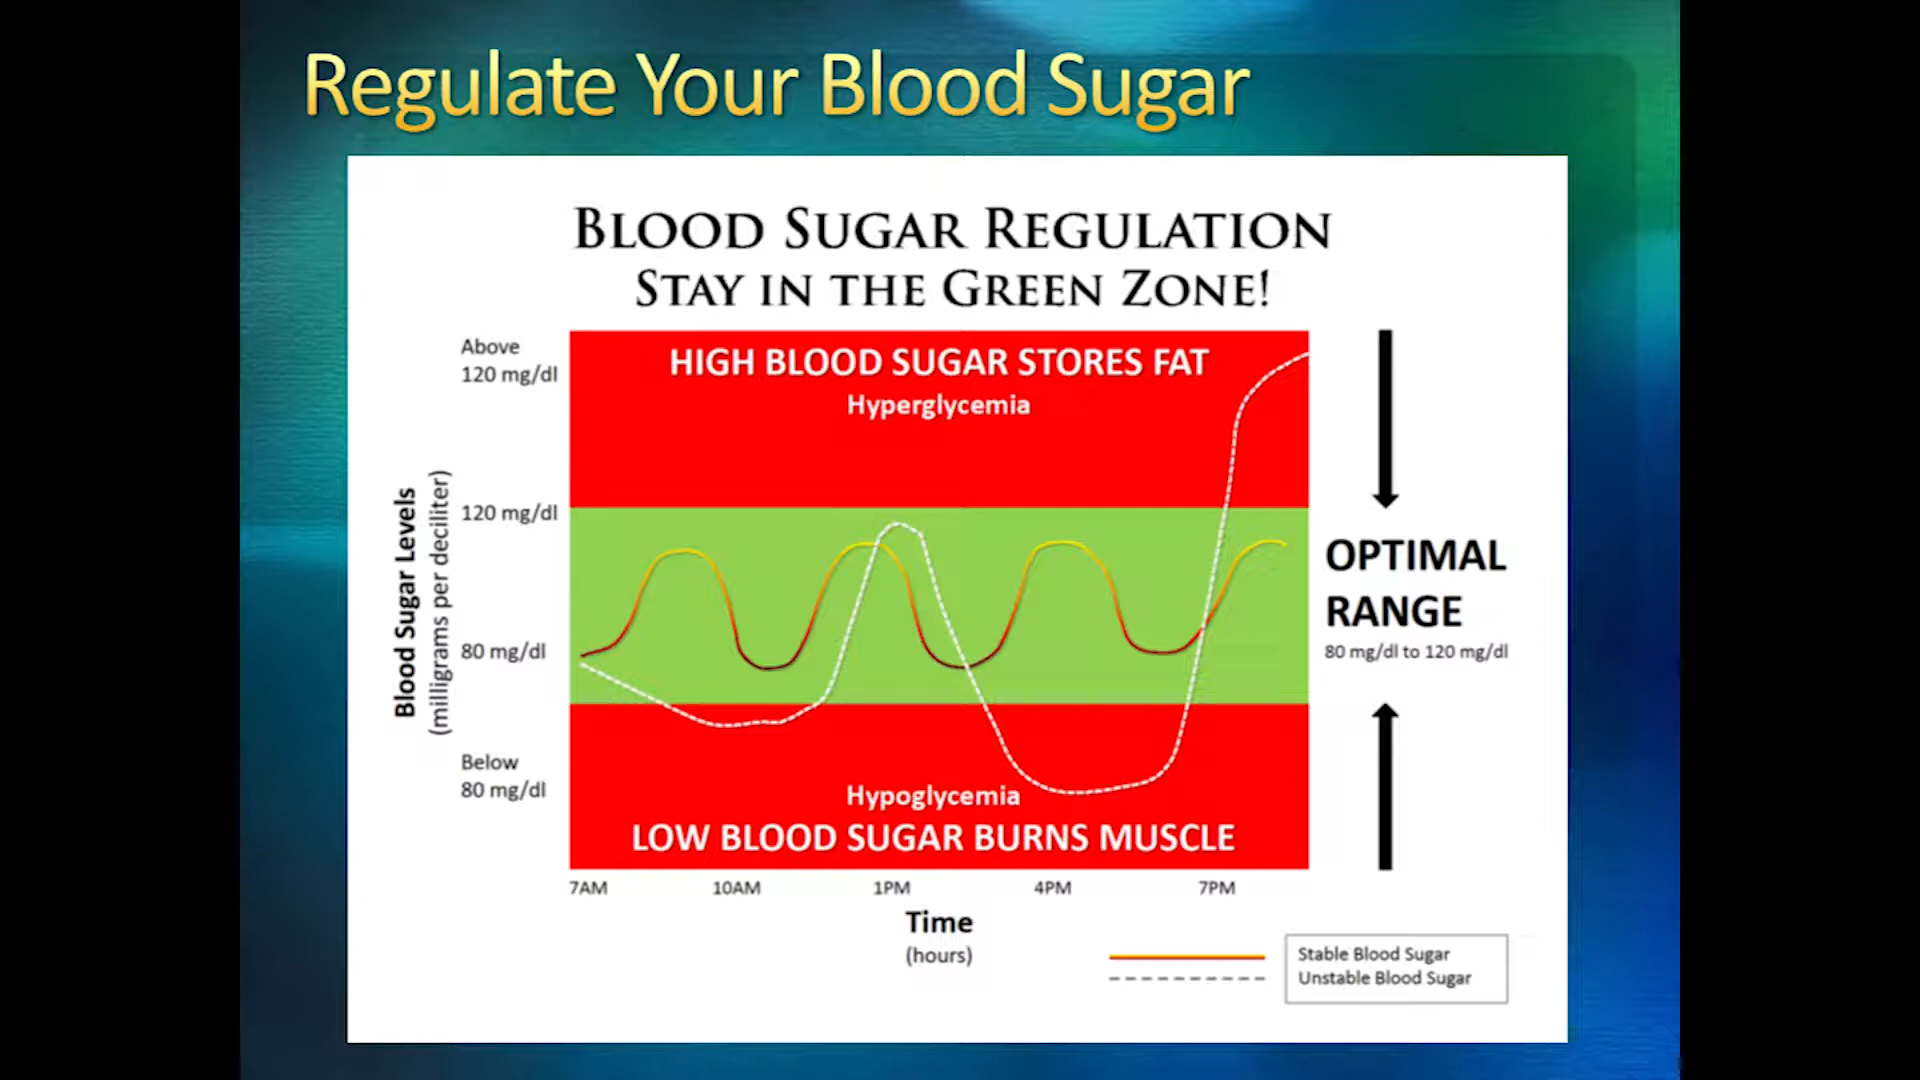 Regulate Your Blood Sugar
BLOOD SUGAR REGULATION
STAY IN THE GREEN ZONE!
Above
120 mg/dl
HIGH BLOOD SUGAR STORES FAT
Hyperglycemia
Blood Sugar Levels
(milligrams per deciliter)
120 mg/dl
80 mg/dl
Below
80 mg/dl
OPTIMAL
RANGE
80 mg/dl to 120 mg/dl
Hypoglycemia
LOW BLOOD SUGAR BURNS MUSCLE
7AM 10AM 1PM 4PM 7PM
Time
(hours)
Stable Blood Sugar
Unstable Blood Sugar